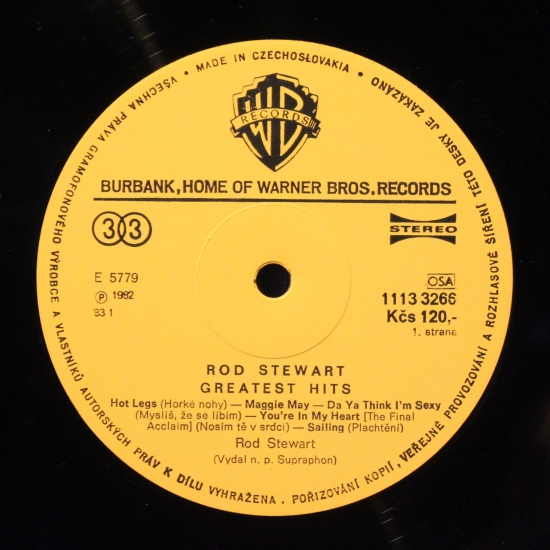 • MADE IN CZECHOSLOVAKIA •
VŠECHNA PRÁVA GRAMOFONOVÉHO VÝROBCE A VLASTNÍKŮ AUTORSKÝCH PRÁV K DÍLU VYHRAŽENA. POŘIZOVÁNÍ KOPIÍ, VEŘEJNÉ PROVOZOVÁNÍ A ROZHLASOVÉ ŠÍŘENÍ TÉTO DESKY JE ZAKÁZÁNO
WB
RECORDS
BURBANK, HOME OF WARNER BROS. RECORDS
33
STEREO
E 5779
℗ 1982
83 1
OSA
1113 3266
Kčs 120,-
1. strana
ROD STEWART
GREATEST HITS
Hot Legs (Horké nohy) — Maggie May — Da Ya Think I'm Sexy
(Myslíš, že se líbím) — You're In My Heart [The Final
Acclaim] (Nosím tě v srdci) — Sailing (Plachtění)
Rod Stewart
(Vydal n. p. Supraphon)